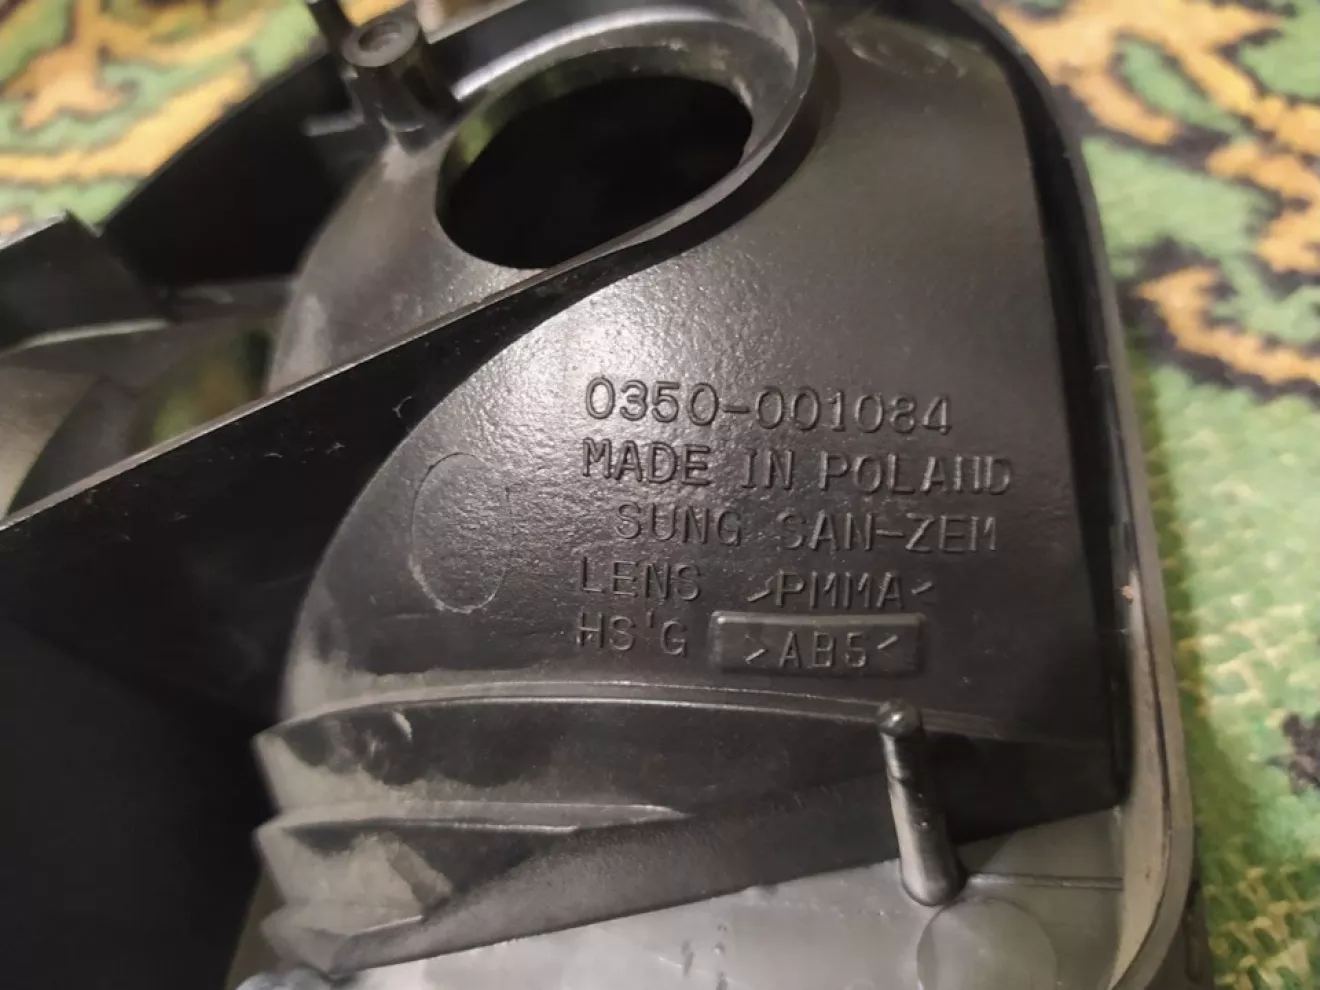 0350-001084
MADE IN POLAND
SUNG SAN-ZEM
LENS >PMMA<
HS'G >ABS<